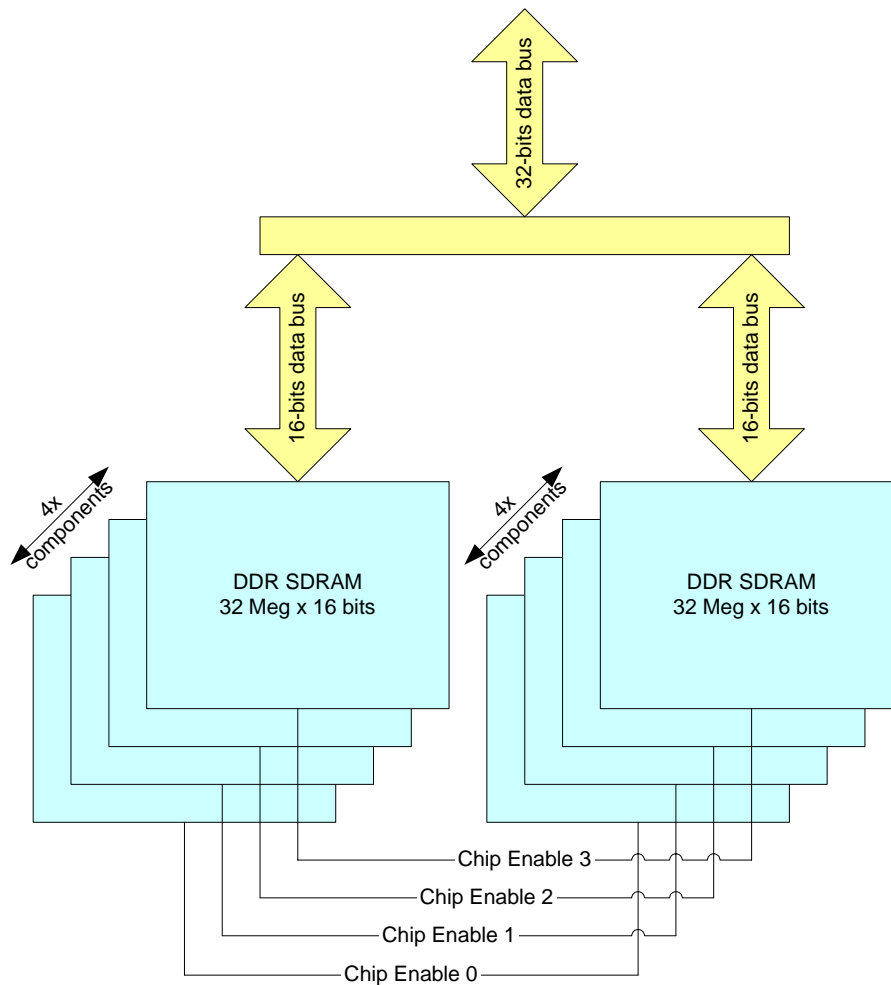 32-bits data bus
16-bits data bus
16-bits data bus
4x
components
4x
components
DDR SDRAM
32 Meg x 16 bits
DDR SDRAM
32 Meg x 16 bits
Chip Enable 3
Chip Enable 2
Chip Enable 1
Chip Enable 0